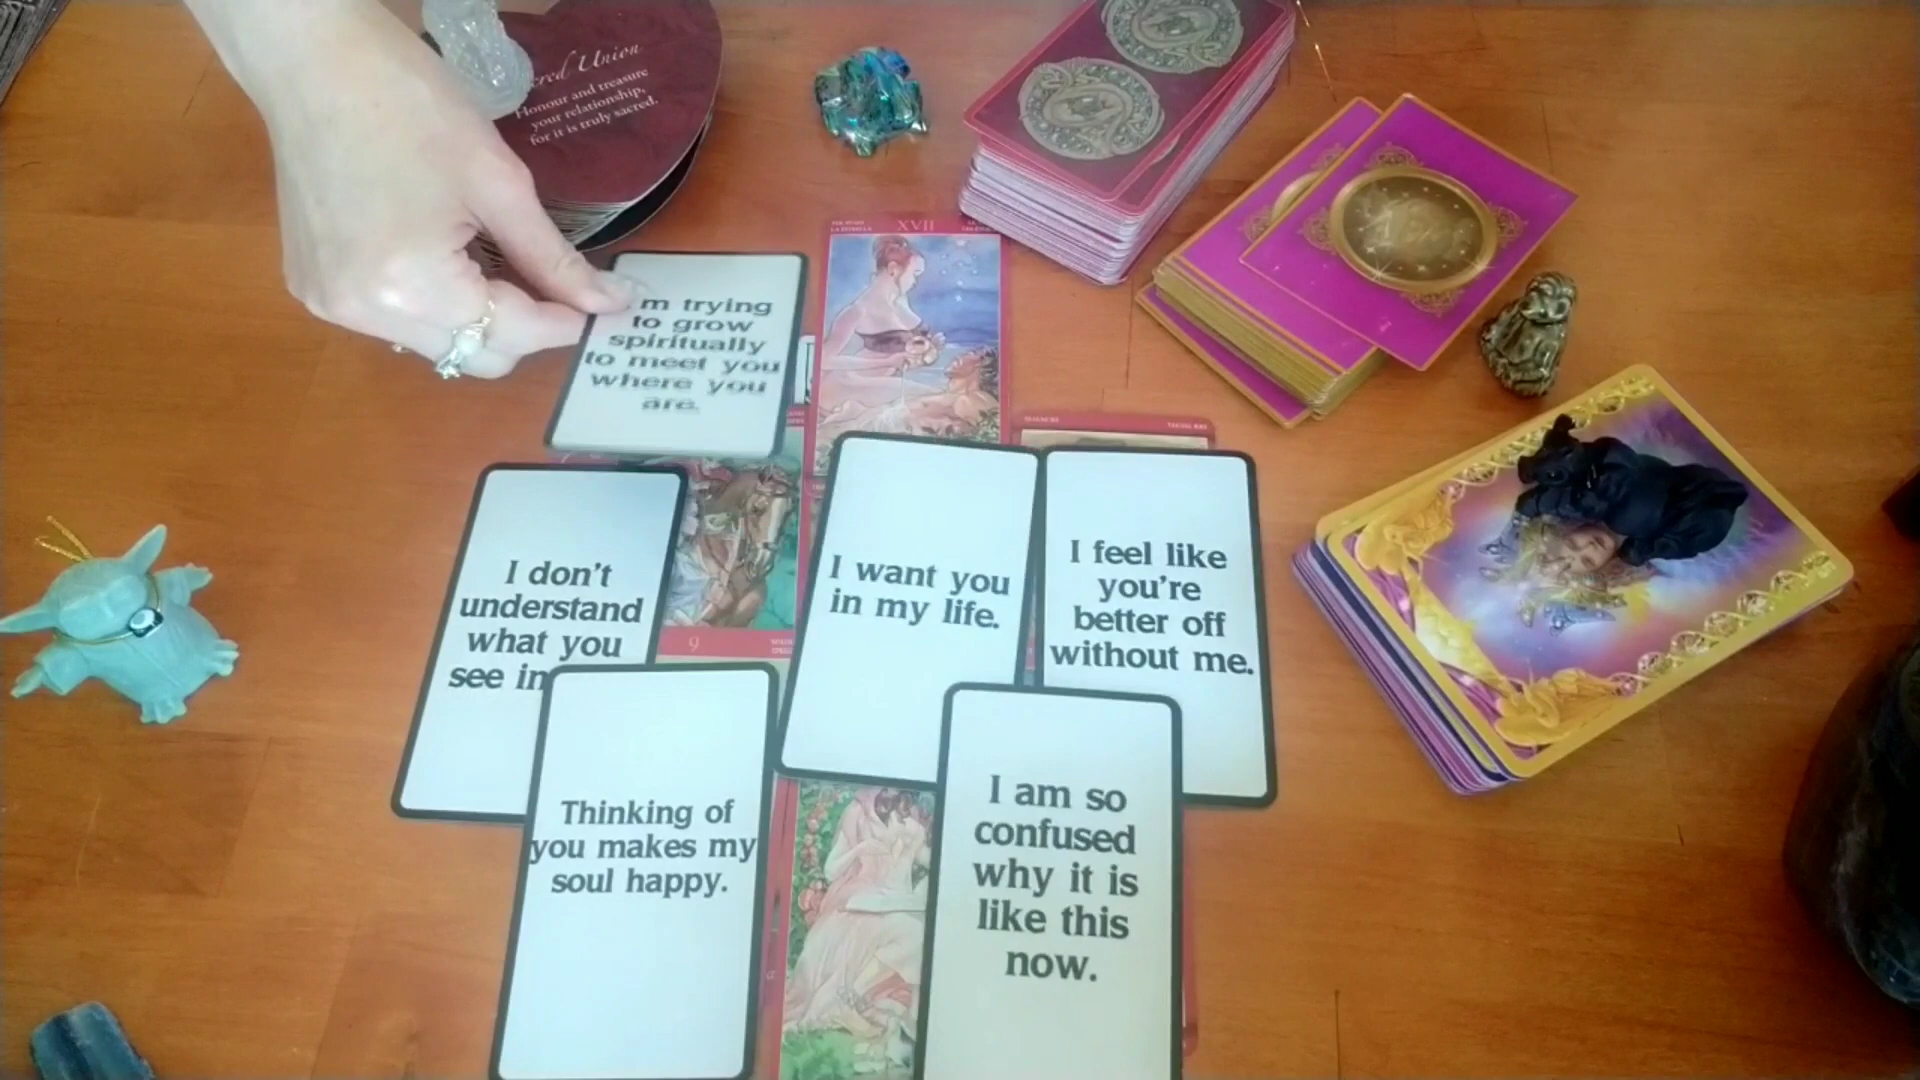 Union
Honour and treasure
your relationship,
for it is truly sacred.
XVII
trying
to grow
spiritually
to meet you
where you
are.
I don't
understand
what you
see in
9
I want you
in my life.
I feel like
you're
better off
without me.
Thinking of
you makes my
soul happy.
I am so
confused
why it is
like this
now.